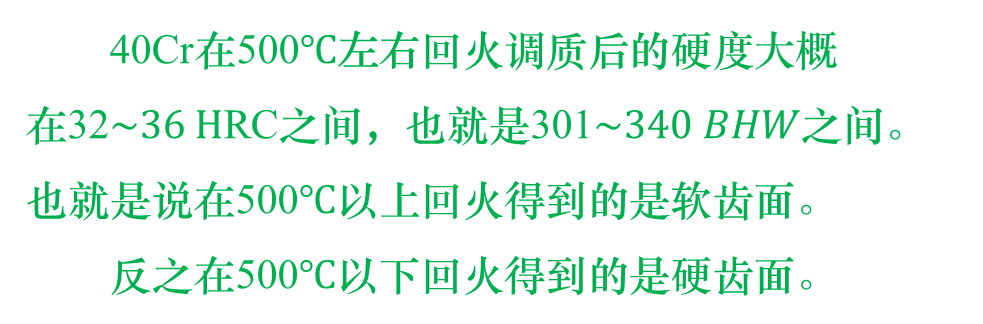 40Cr在500℃左右回火调质后的硬度大概
在32~36 HRC之间，也就是301~340 BHW之间。
也就是说在500℃以上回火得到的是软齿面。
反之在500℃以下回火得到的是硬齿面。